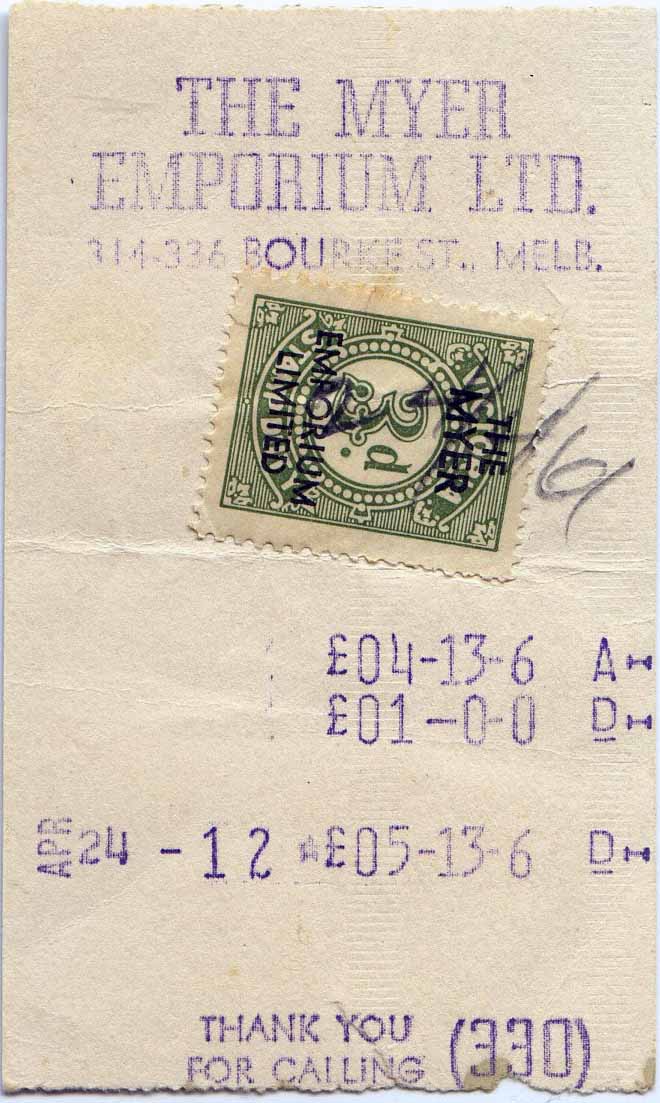 THE MYER
EMPORIUM LTD.
314-336 BOURKE ST., MELB.
THE
MYER
3d
EMPORIUM
LIMITED
£04-13-6 A
£01-0-0 D
APR 24 - 12 £05-13-6 D
THANK YOU (330)
FOR CALLING